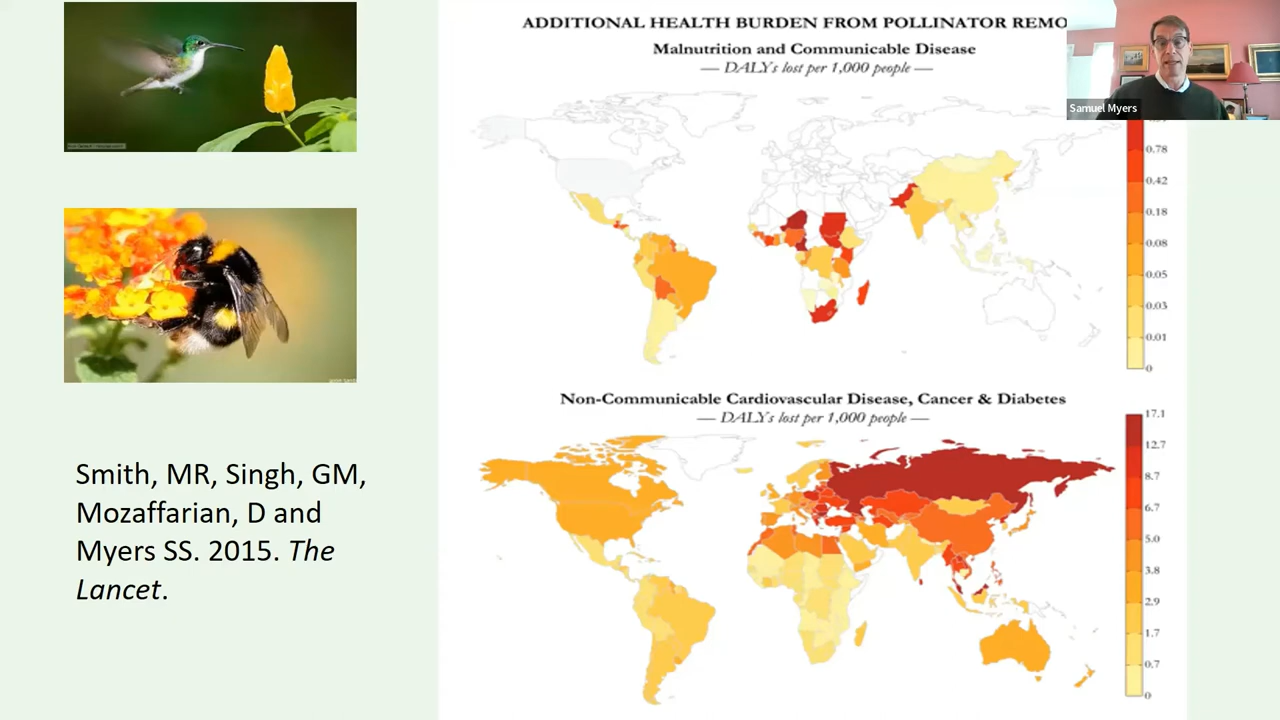 ADDITIONAL HEALTH BURDEN FROM POLLINATOR REMO
Malnutrition and Communicable Disease
— DALYs lost per 1,000 people —
Samuel Myers
0.78
0.42
0.18
0.08
0.05
0.03
0.01
0
Non-Communicable Cardiovascular Disease, Cancer & Diabetes
— DALYs lost per 1,000 people —
17.1
12.7
8.7
6.7
5.0
3.8
2.9
1.7
0.7
0
Smith, MR, Singh, GM,
Mozaffarian, D and
Myers SS. 2015. The
Lancet.